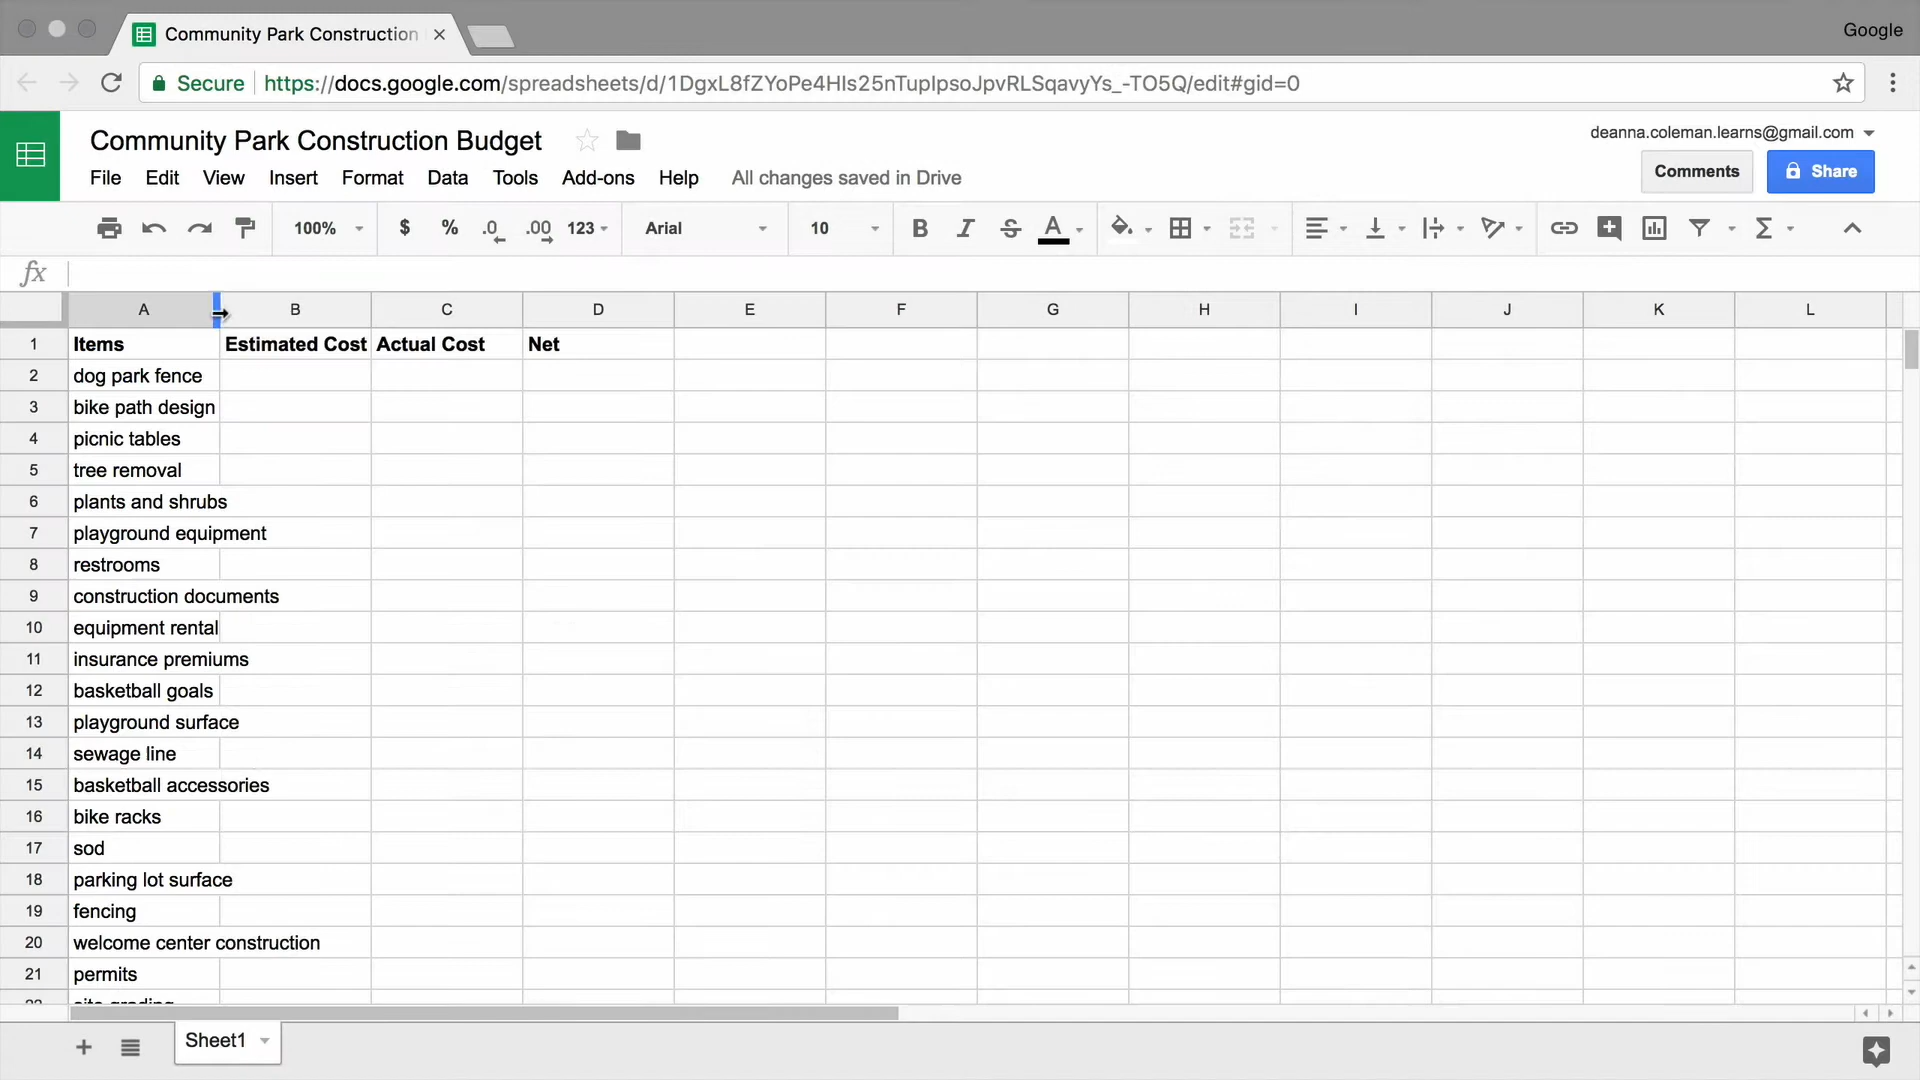 Community Park Construction
Google
Secure https://docs.google.com/spreadsheets/d/1DgxL8fZYoPe4HIs25nTupIpsoJpvRLSqavyYs_-TO5Q/edit#gid=0
Community Park Construction Budget
deanna.coleman.learns@gmail.com
File Edit View Insert Format Data Tools Add-ons Help All changes saved in Drive
Comments Share
100% $ % .0 .00 123 Arial 10 B I S A Σ
fx
A B C D E F G H I J K L
1 Items Estimated Cost Actual Cost Net
2 dog park fence
3 bike path design
4 picnic tables
5 tree removal
6 plants and shrubs
7 playground equipment
8 restrooms
9 construction documents
10 equipment rental
11 insurance premiums
12 basketball goals
13 playground surface
14 sewage line
15 basketball accessories
16 bike racks
17 sod
18 parking lot surface
19 fencing
20 welcome center construction
21 permits
22 site grading
Sheet1